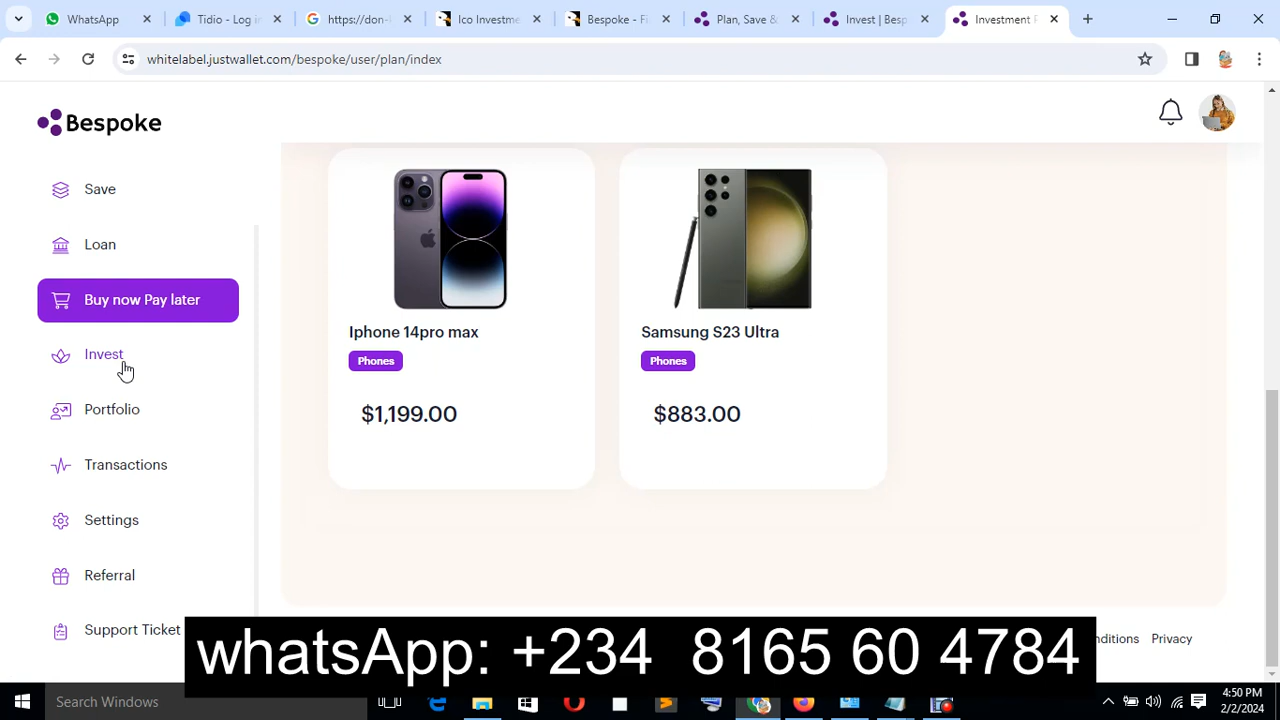 WhatsApp
Tidio - Log i
https://don-
Ico Investme
Bespoke - Fi
Plan, Save &
Invest | Besp
Investment R
whitelabel.justwallet.com/bespoke/user/plan/index
Bespoke
Save
Loan
Buy now Pay later
Invest
Portfolio
Transactions
Settings
Referral
Support Ticket
Iphone 14pro max
Phones
$1,199.00
Samsung S23 Ultra
Phones
$883.00
nditions Privacy
whatsApp: +234 8165 60 4784
Search Windows
4:50 PM
2/2/2024